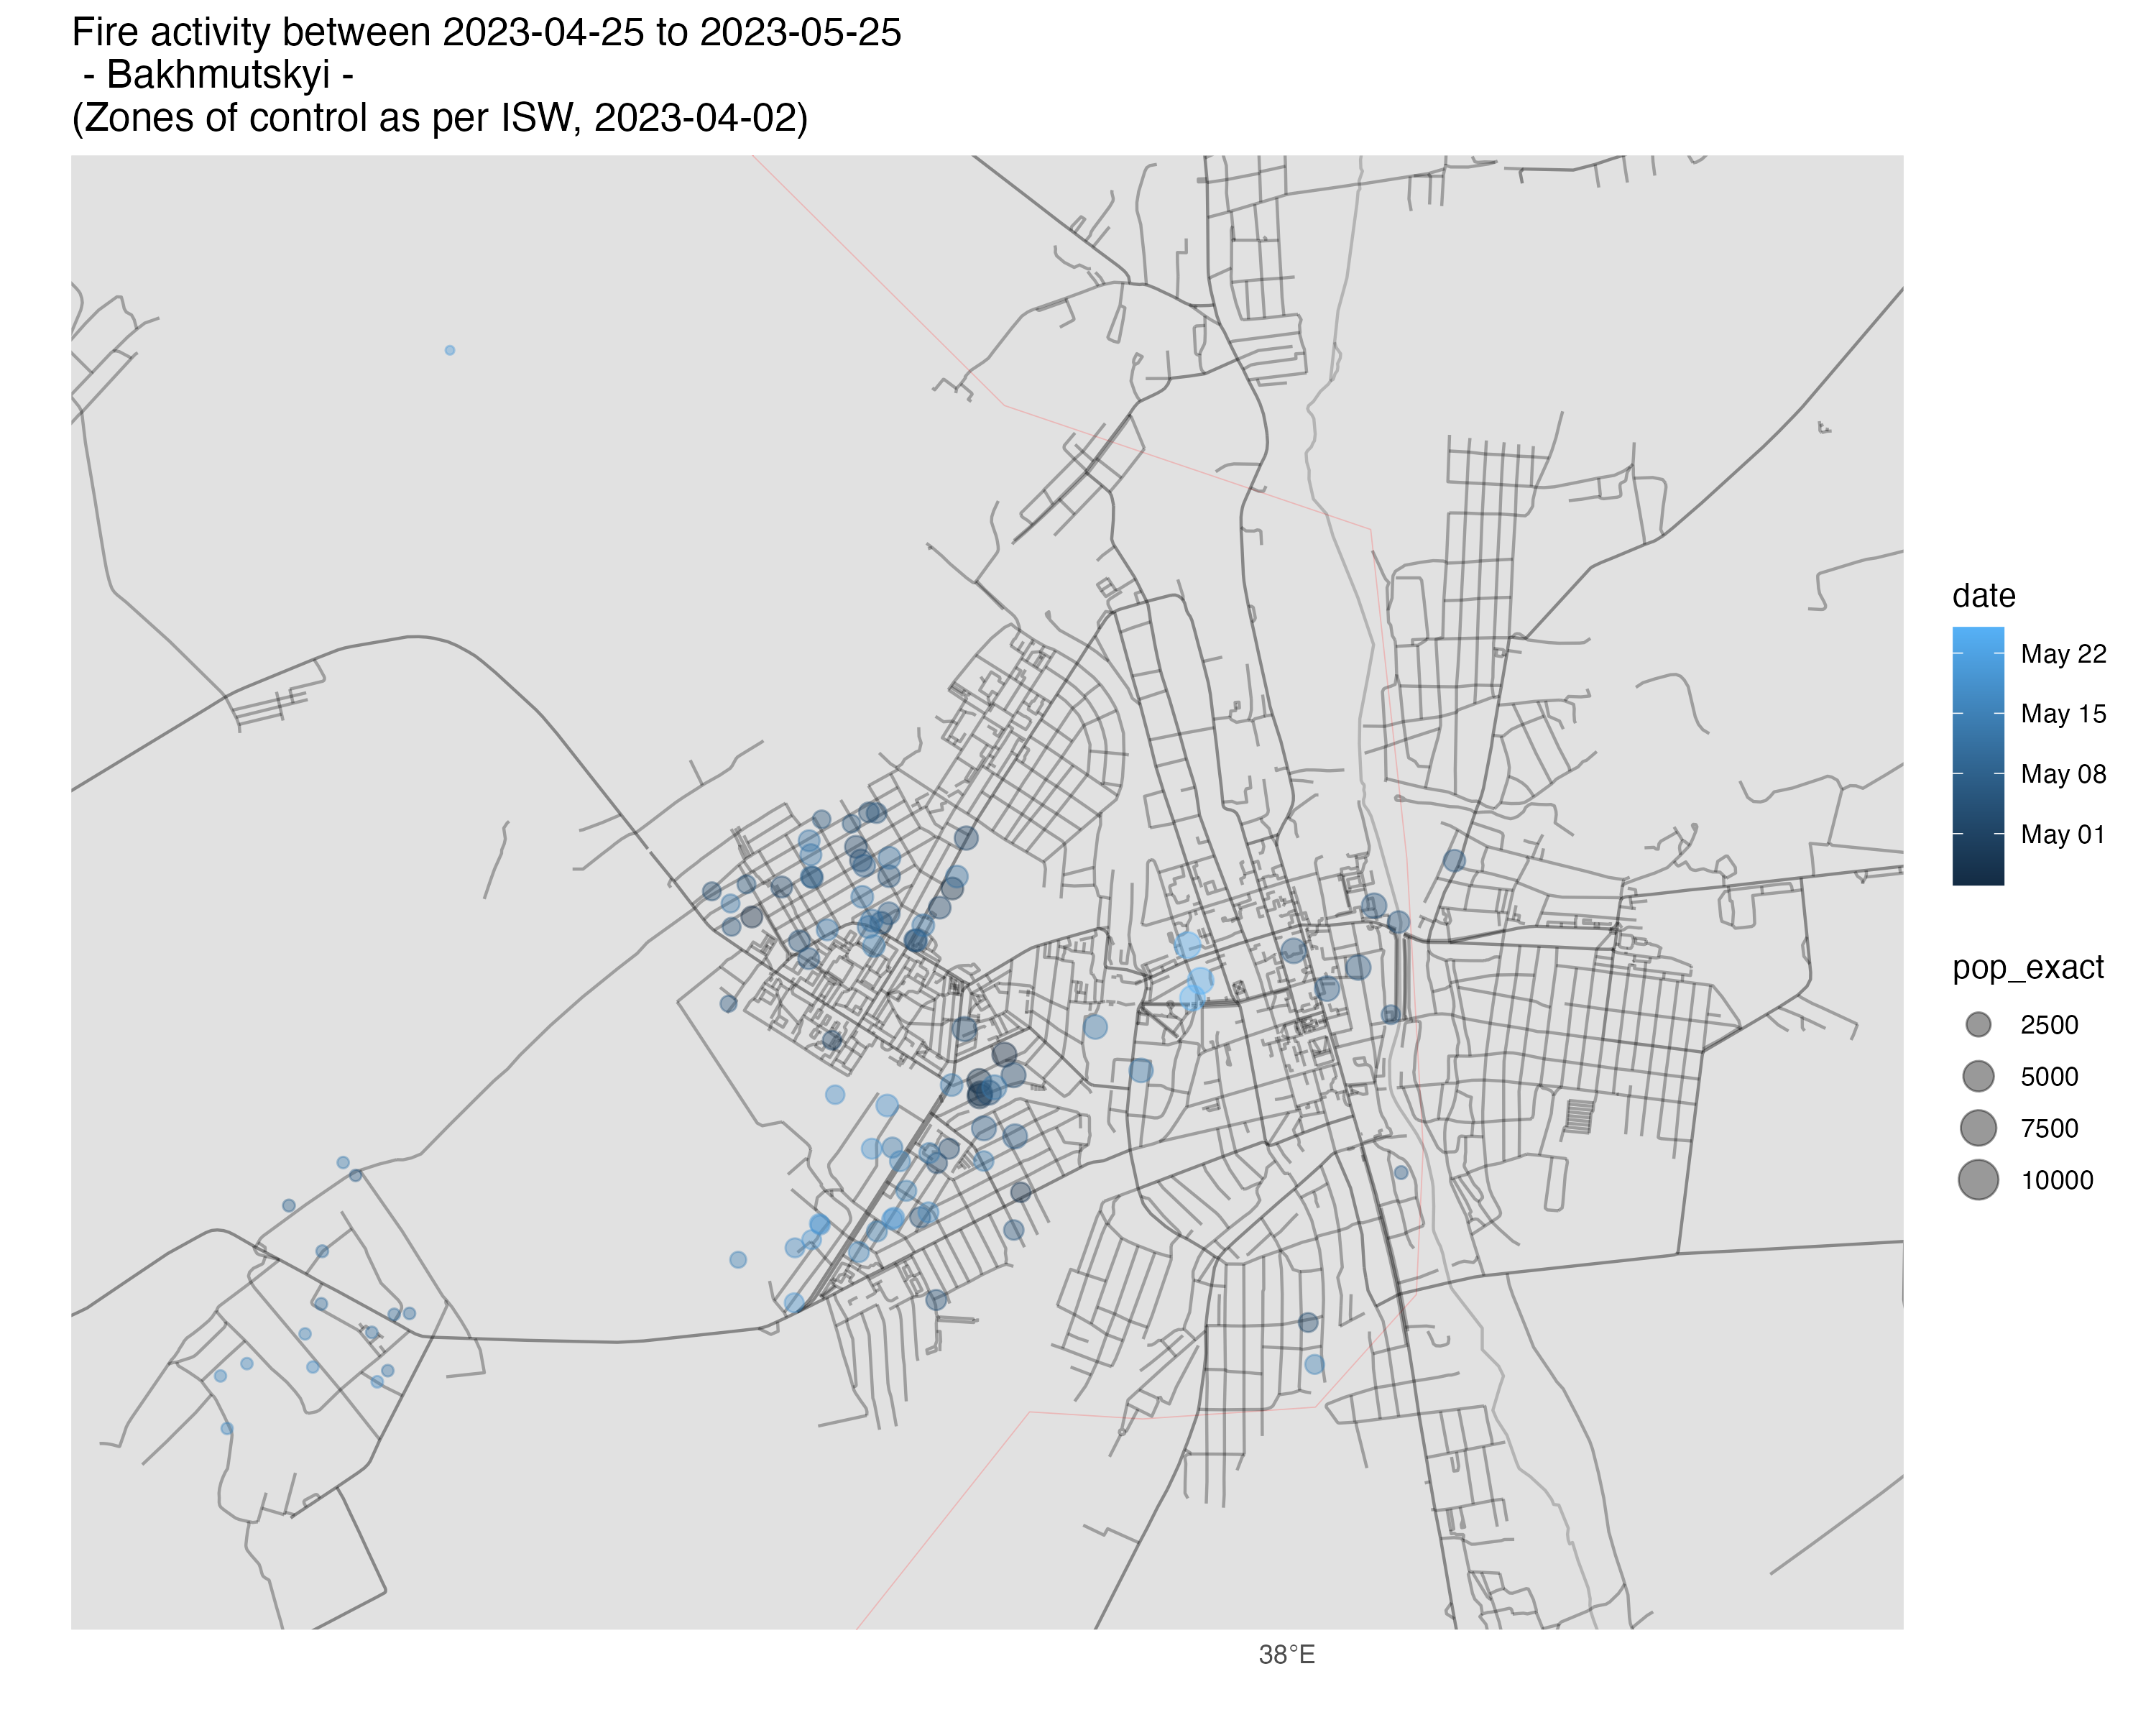 Fire activity between 2023-04-25 to 2023-05-25
- Bakhmutskyi -
(Zones of control as per ISW, 2023-04-02)
date
May 22
May 15
May 08
May 01
pop_exact
2500
5000
7500
10000
38°E